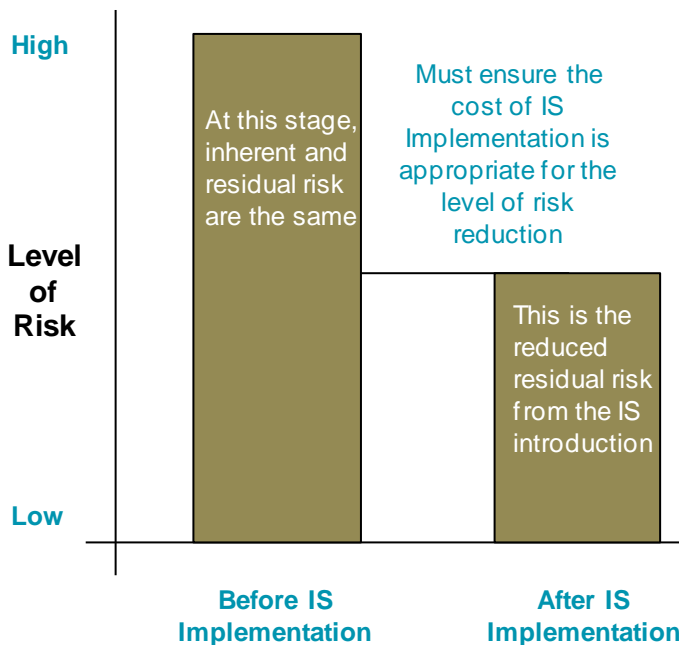 High
At this stage,
inherent and
residual risk
are the same
Must ensure the
cost of IS
Implementation is
appropriate for the
level of risk
reduction
Level
of
Risk
This is the
reduced
residual risk
from the IS
introduction
Low
Before IS
Implementation
After IS
Implementation